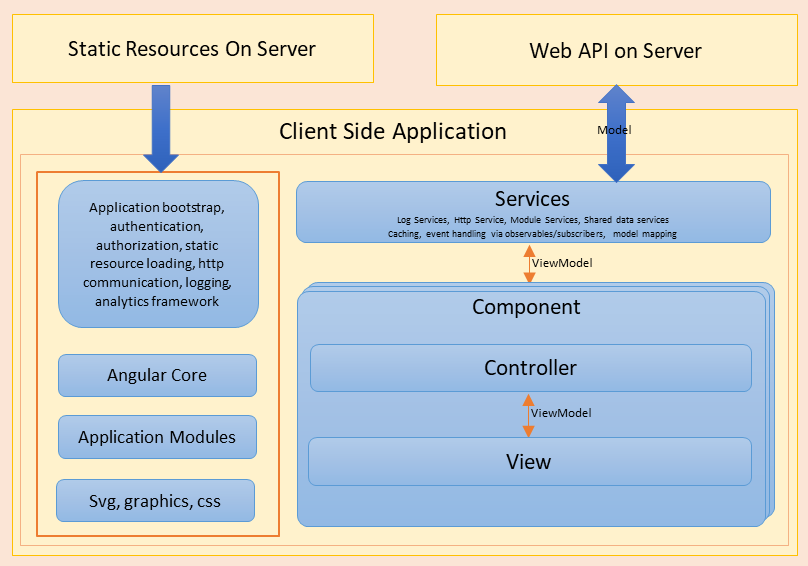 Static Resources On Server
Web API on Server
Client Side Application
Model
Application bootstrap,
authentication,
authorization, static
resource loading, http
communication, logging,
analytics framework
Angular Core
Application Modules
Svg, graphics, css
Services
Log Services, Http Service, Module Services, Shared data services
Caching, event handling via observables/subscribers, model mapping
ViewModel
Component
Controller
ViewModel
View